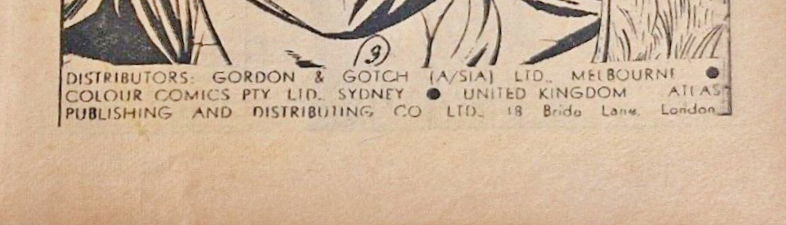 3
DISTRIBUTORS: GORDON & GOTCH (A/SIA) LTD., MELBOURNE ●
COLOUR COMICS PTY LTD. SYDNEY ● UNITED KINGDOM ATLAS
PUBLISHING AND DISTRIBUTING CO LTD., 18 Bride Lane, London